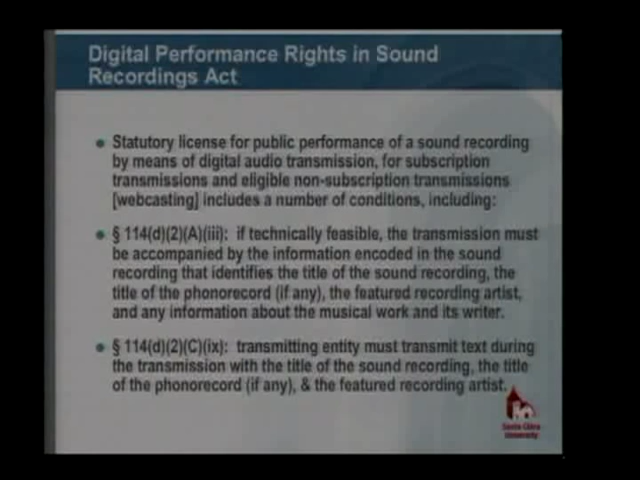 Digital Performance Rights in Sound
Recordings Act
Statutory license for public performance of a sound recording
by means of digital audio transmission, for subscription
transmissions and eligible non-subscription transmissions
[webcasting] includes a number of conditions, including:
§ 114(d)(2)(A)(iii): if technically feasible, the transmission must
be accompanied by the information encoded in the sound
recording that identifies the title of the sound recording, the
title of the phonorecord (if any), the featured recording artist,
and any information about the musical work and its writer.
§ 114(d)(2)(C)(ix): transmitting entity must transmit text during
the transmission with the title of the sound recording, the title
of the phonorecord (if any), & the featured recording artist.
Santa Clara
University